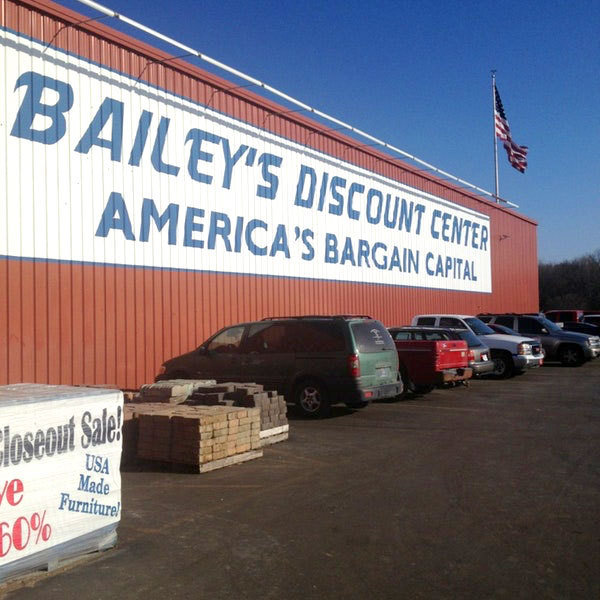 BAILEY'S DISCOUNT CENTER
AMERICA'S BARGAIN CAPITAL
Closeout Sale!
USA
Made
Furniture!
60%